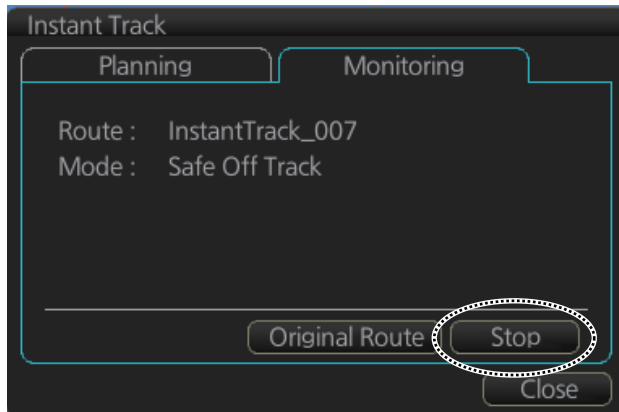 Instant Track
Planning Monitoring
Route : InstantTrack_007
Mode : Safe Off Track
Original Route Stop
Close